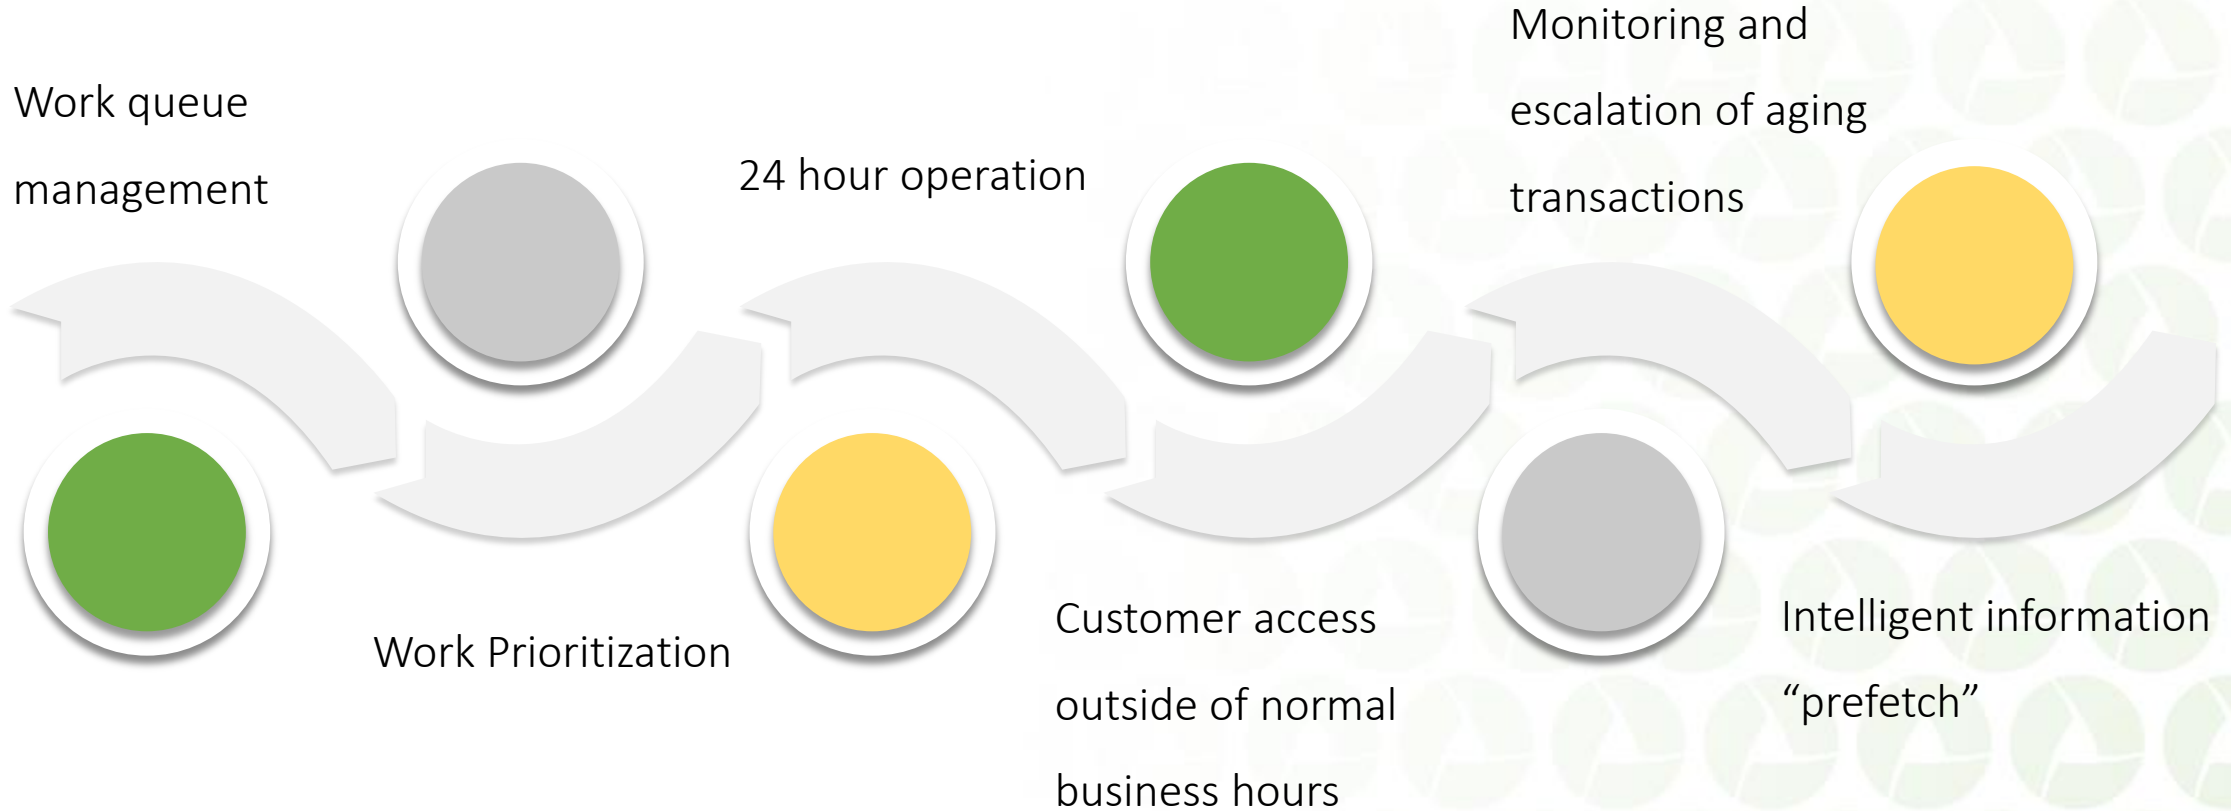 Work queue
management
Work Prioritization
24 hour operation
Customer access
outside of normal
business hours
Monitoring and
escalation of aging
transactions
Intelligent information
“prefetch”